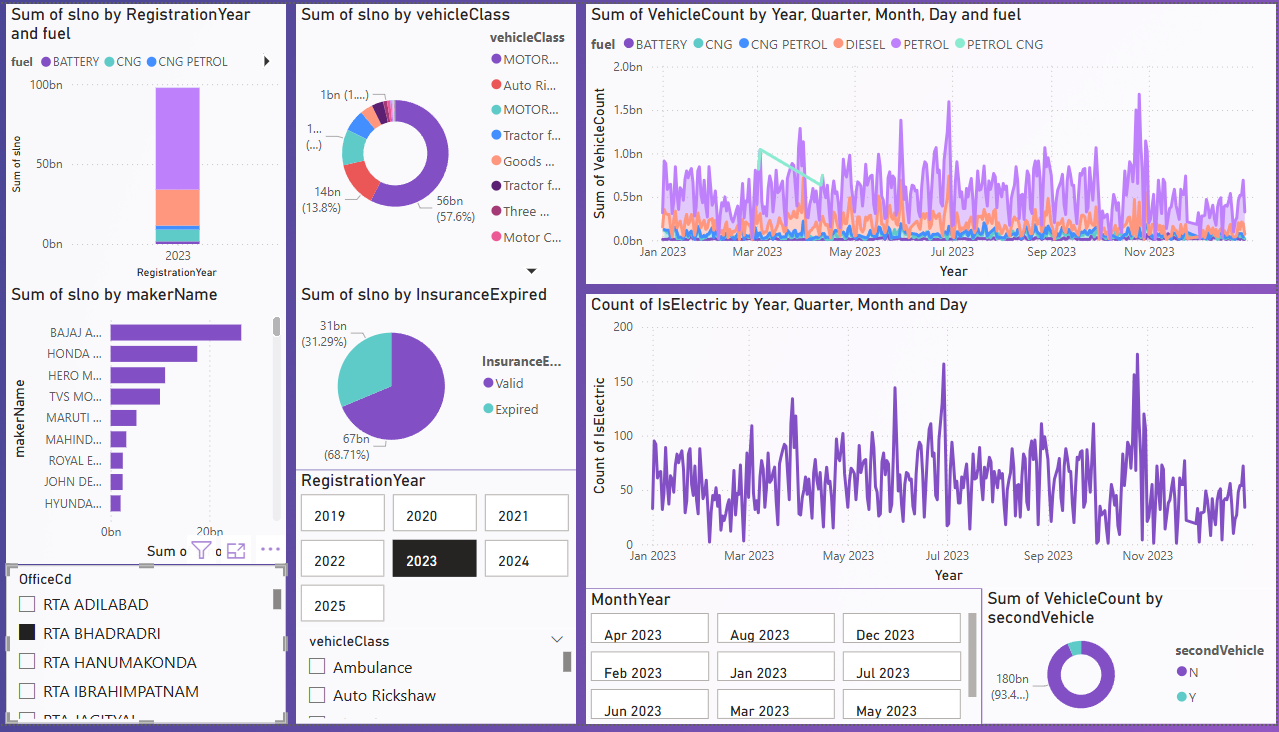 Sum of slno by RegistrationYear
and fuel
fuel BATTERY CNG CNG PETROL
100bn
50bn
0bn
Sum of slno
2023
RegistrationYear
Sum of slno by makerName
makerName
BAJAJ A...
HONDA ...
HERO M...
TVS MO...
MARUTI ...
MAHIND...
ROYAL E...
JOHN DE...
HYUNDA...
0bn 20bn
Sum o
OfficeCd
RTA ADILABAD
RTA BHADRADRI
RTA HANUMAKONDA
RTA IBRAHIMPATNAM
RTA JAGITYAL
Sum of slno by vehicleClass
vehicleClass
MOTOR...
Auto Ri...
MOTOR...
Tractor f...
Goods ...
Tractor f...
Three ...
Motor C...
1bn (1....)
1...
(...)
14bn
(13.8%)
56bn
(57.6%)
Sum of slno by InsuranceExpired
31bn
(31.29%)
67bn
(68.71%)
InsuranceE...
Valid
Expired
RegistrationYear
2019 2020 2021
2022 2023 2024
2025
vehicleClass
Ambulance
Auto Rickshaw
Sum of VehicleCount by Year, Quarter, Month, Day and fuel
fuel BATTERY CNG CNG PETROL DIESEL PETROL PETROL CNG
2.0bn
1.5bn
1.0bn
0.5bn
0.0bn
Sum of VehicleCount
Jan 2023 Mar 2023 May 2023 Jul 2023 Sep 2023 Nov 2023
Year
Count of IsElectric by Year, Quarter, Month and Day
200
150
100
50
0
Count of IsElectric
Jan 2023 Mar 2023 May 2023 Jul 2023 Sep 2023 Nov 2023
Year
MonthYear
Apr 2023 Aug 2023 Dec 2023
Feb 2023 Jan 2023 Jul 2023
Jun 2023 Mar 2023 May 2023
Sum of VehicleCount by
secondVehicle
180bn
(93.4...)
secondVehicle
N
Y